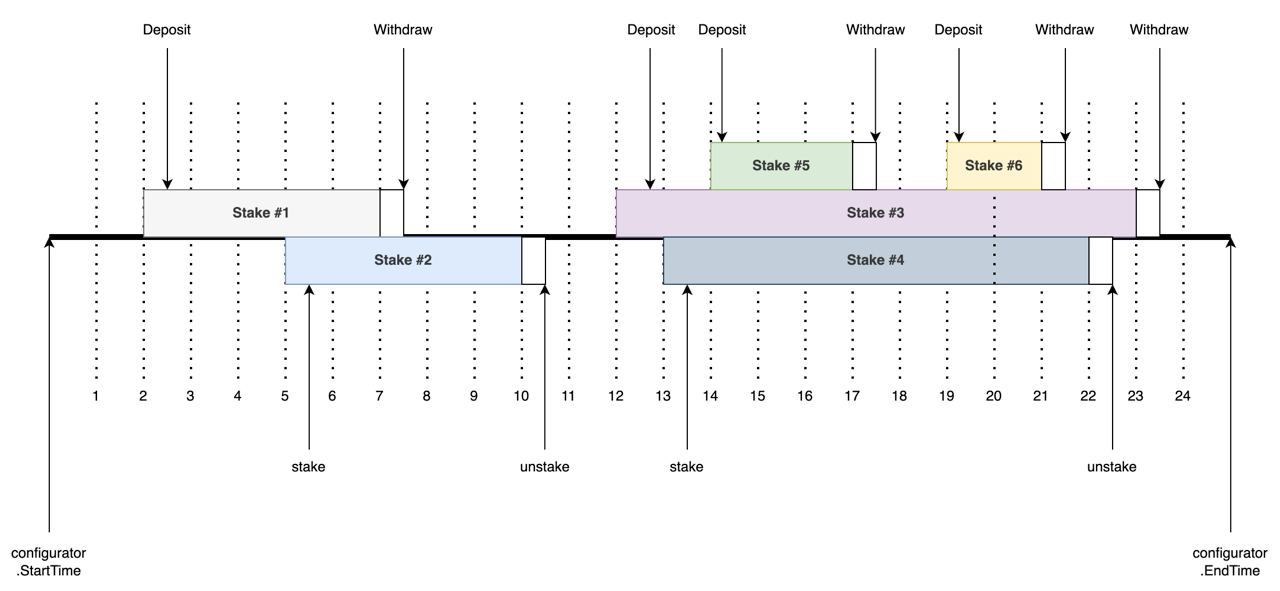 Deposit
Withdraw
Deposit
Deposit
Withdraw
Deposit
Withdraw
Withdraw
Stake #5
Stake #6
Stake #1
Stake #3
Stake #2
Stake #4
1
2
3
4
5
6
7
8
9
10
11
12
13
14
15
16
17
18
19
20
21
22
23
24
stake
unstake
stake
unstake
configurator
.StartTime
configurator
.EndTime